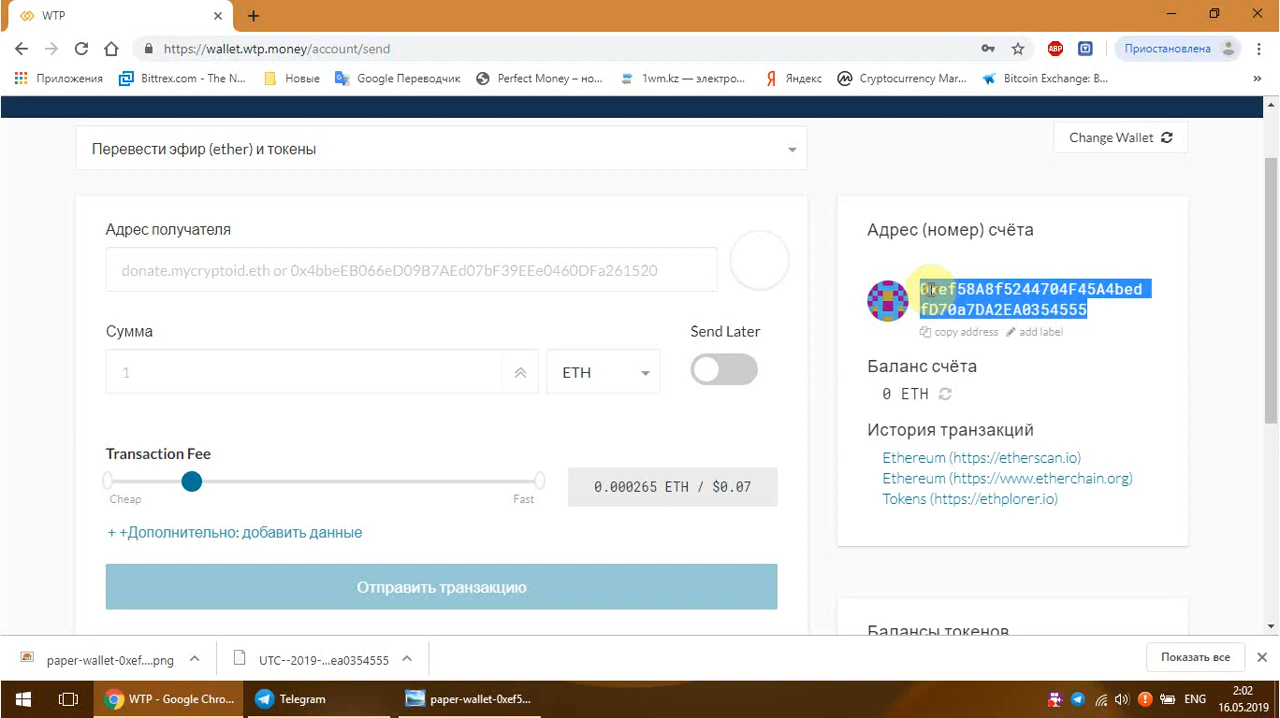 WTP
https://wallet.wtp.money/account/send
ABP
Приостановлена
Приложения
Bittrex.com - The N...
Новые
Google Переводчик
Perfect Money – но...
1wm.kz — электро...
Яндекс
Cryptocurrency Mar...
Bitcoin Exchange: B...
»
Перевести эфир (ether) и токены
Change Wallet
Адрес получателя
donate.mycryptoid.eth or 0x4bbeEB066eD09B7AEd07bF39EEe0460DFa261520
Сумма
Send Later
1
ETH
Transaction Fee
Cheap
Fast
0.000265 ETH / $0.07
+ +Дополнительно: добавить данные
Отправить транзакцию
Адрес (номер) счёта
0xef58A8f5244704F45A4bed
fD70a7DA2EA0354555
copy address
add label
Баланс счёта
0 ETH
История транзакций
Ethereum (https://etherscan.io)
Ethereum (https://www.etherchain.org)
Tokens (https://ethplorer.io)
Балансы токенов
paper-wallet-0xef....png
UTC--2019-...ea0354555
Показать все
WTP - Google Chro...
Telegram
paper-wallet-0xef5...
ENG
2:02
16.05.2019